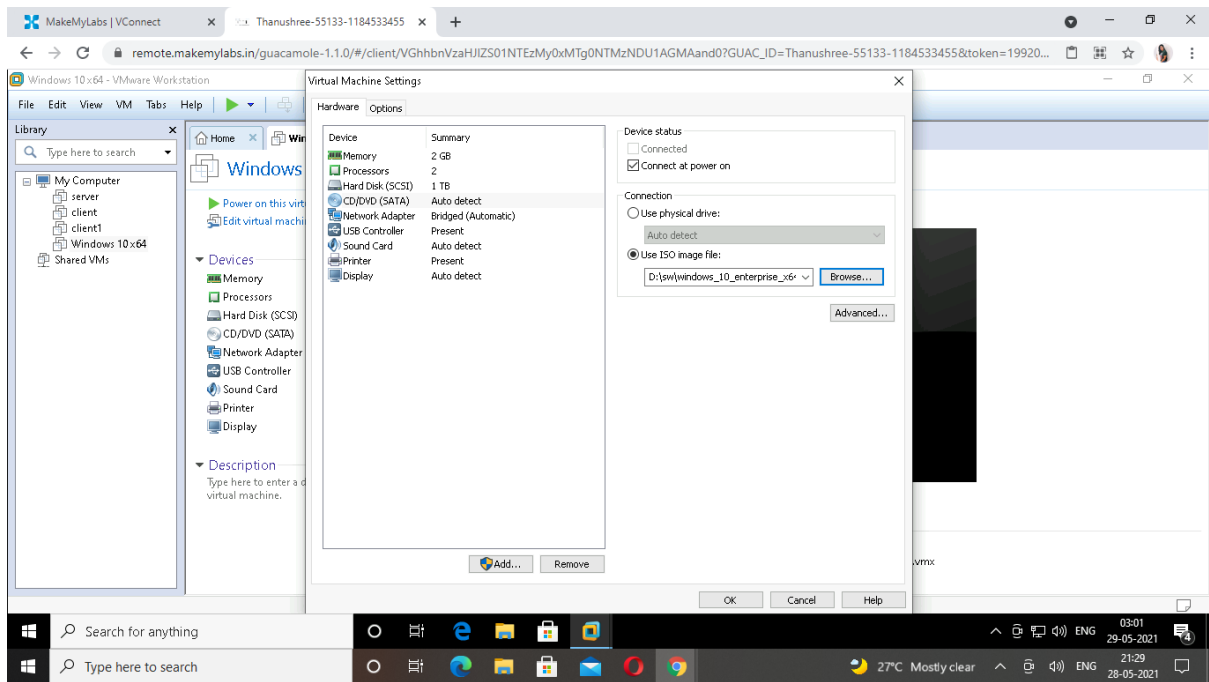 MakeMyLabs | VConnect
Thanushree-55133-1184533455
remote.makemylabs.in/guacamole-1.1.0/#/client/VGhhbnVzaHJlZS01NTEzMy0xMTg0NTMzNDU1AGMAand0?GUAC_ID=Thanushree-55133-1184533455&token=19920...
Windows 10 x64 - VMware Workstation
File Edit View VM Tabs Help
Library
Type here to search
My Computer
server
client
client1
Windows 10 x64
Shared VMs
Home
Win
Windows
Power on this virt
Edit virtual machi
Devices
Memory
Processors
Hard Disk (SCSI)
CD/DVD (SATA)
Network Adapter
USB Controller
Sound Card
Printer
Display
Description
Type here to enter a d
virtual machine.
Virtual Machine Settings
Hardware Options
Device Summary
Memory 2 GB
Processors 2
Hard Disk (SCSI) 1 TB
CD/DVD (SATA) Auto detect
Network Adapter Bridged (Automatic)
USB Controller Present
Sound Card Auto detect
Printer Present
Display Auto detect
Add... Remove
Device status
Connected
Connect at power on
Connection
Use physical drive:
Auto detect
Use ISO image file:
D:\sw\windows_10_enterprise_x6 Browse...
Advanced...
OK Cancel Help
.vmx
Search for anything
ENG
03:01
29-05-2021
4
Type here to search
27°C Mostly clear
ENG
21:29
28-05-2021